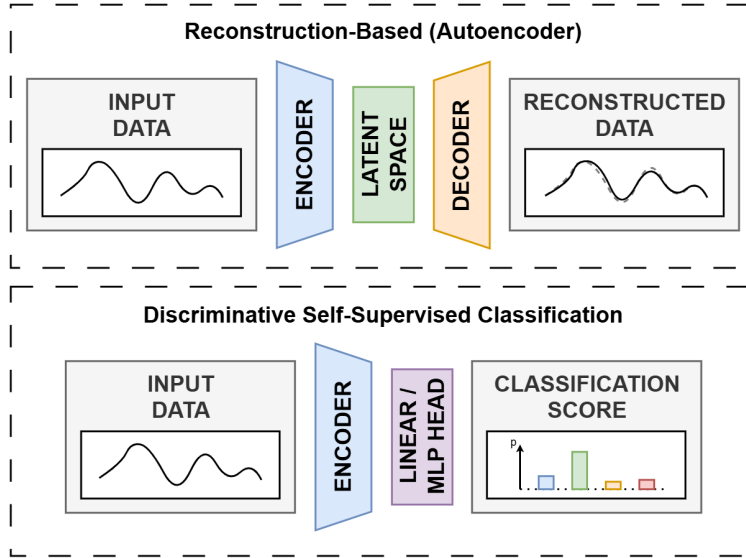 Reconstruction-Based (Autoencoder)
INPUT
DATA
ENCODER
LATENT
SPACE
DECODER
RECONSTRUCTED
DATA
Discriminative Self-Supervised Classification
INPUT
DATA
ENCODER
LINEAR /
MLP HEAD
CLASSIFICATION
SCORE
p